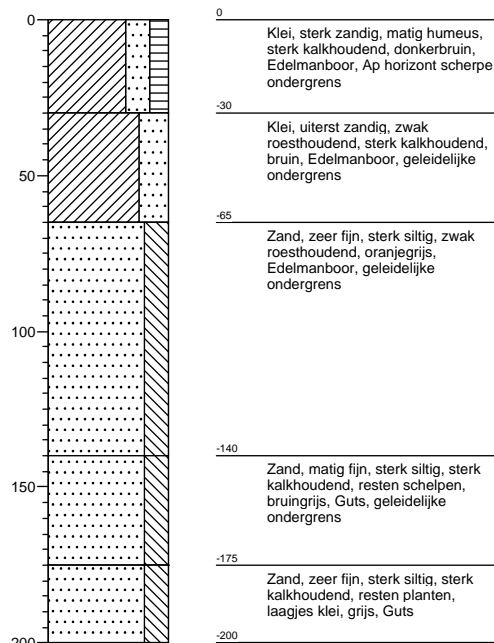 0
0
Klei, sterk zandig, matig humeus,
sterk kalkhoudend, donkerbruin,
Edelmanboor, Ap horizont scherpe
ondergrens
-30
Klei, uiterst zandig, zwak
roesthoudend, sterk kalkhoudend,
bruin, Edelmanboor, geleidelijke
ondergrens
50
-65
Zand, zeer fijn, sterk siltig, zwak
roesthoudend, oranjegrijs,
Edelmanboor, geleidelijke
ondergrens
100
-140
Zand, matig fijn, sterk siltig, sterk
kalkhoudend, resten schelpen,
bruingrijs, Guts, geleidelijke
ondergrens
150
-175
Zand, zeer fijn, sterk siltig, sterk
kalkhoudend, resten planten,
laagjes klei, grijs, Guts
200
-200